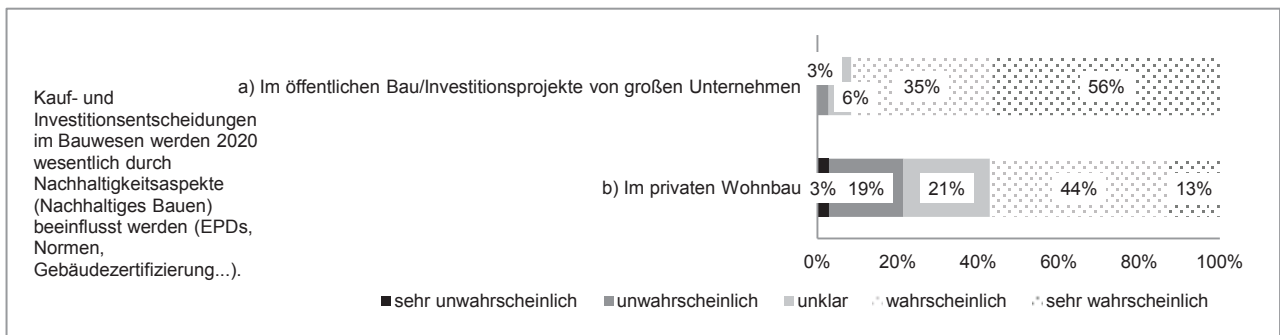 Kauf- und
Investitionsentscheidungen
im Bauwesen werden 2020
wesentlich durch
Nachhaltigkeitsaspekte
(Nachhaltiges Bauen)
beeinflusst werden (EPDs,
Normen,
Gebäudezertifizierung...).
a) Im öffentlichen Bau/Investitionsprojekte von großen Unternehmen
3%
6%
35%
56%
b) Im privaten Wohnbau
3%
19%
21%
44%
13%
0% 20% 40% 60% 80% 100%
sehr unwahrscheinlich unwahrscheinlich unklar wahrscheinlich sehr wahrscheinlich